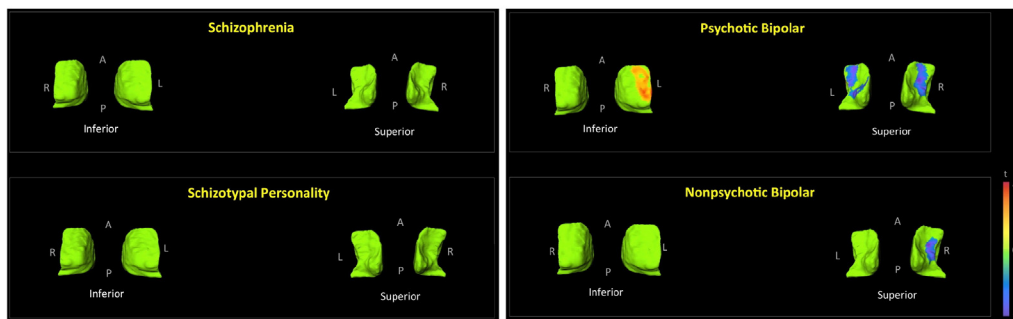 Schizophrenia
A
R
L
P
Inferior
A
L
R
P
Superior
Psychotic Bipolar
A
R
L
P
Inferior
A
L
R
P
Superior
Schizotypal Personality
A
R
L
P
Inferior
A
L
R
P
Superior
Nonpsychotic Bipolar
A
R
L
P
Inferior
A
L
R
P
Superior
t